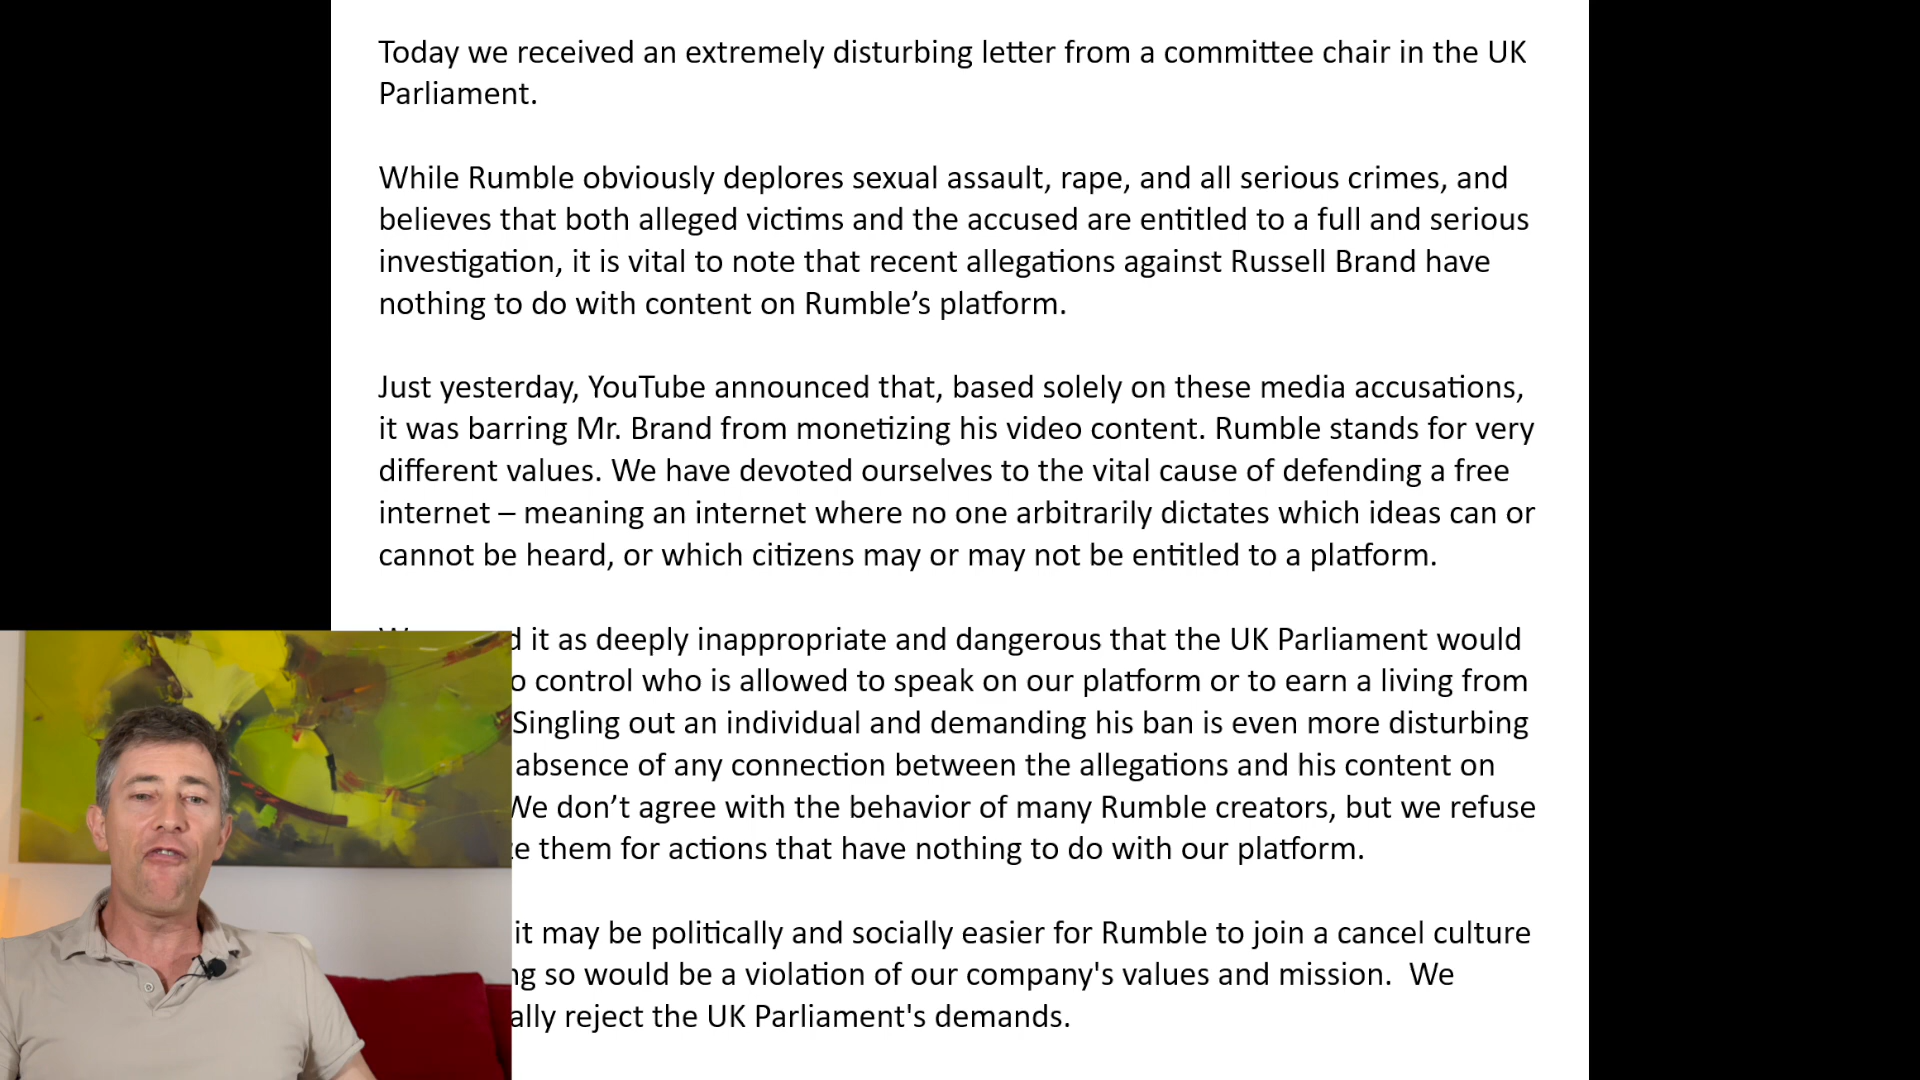 Today we received an extremely disturbing letter from a committee chair in the UK
Parliament.
While Rumble obviously deplores sexual assault, rape, and all serious crimes, and
believes that both alleged victims and the accused are entitled to a full and serious
investigation, it is vital to note that recent allegations against Russell Brand have
nothing to do with content on Rumble’s platform.
Just yesterday, YouTube announced that, based solely on these media accusations,
it was barring Mr. Brand from monetizing his video content. Rumble stands for very
different values. We have devoted ourselves to the vital cause of defending a free
internet – meaning an internet where no one arbitrarily dictates which ideas can or
cannot be heard, or which citizens may or may not be entitled to a platform.
it as deeply inappropriate and dangerous that the UK Parliament would
control who is allowed to speak on our platform or to earn a living from
Singling out an individual and demanding his ban is even more disturbing
absence of any connection between the allegations and his content on
We don’t agree with the behavior of many Rumble creators, but we refuse
them for actions that have nothing to do with our platform.
it may be politically and socially easier for Rumble to join a cancel culture
so would be a violation of our company's values and mission. We
reject the UK Parliament's demands.